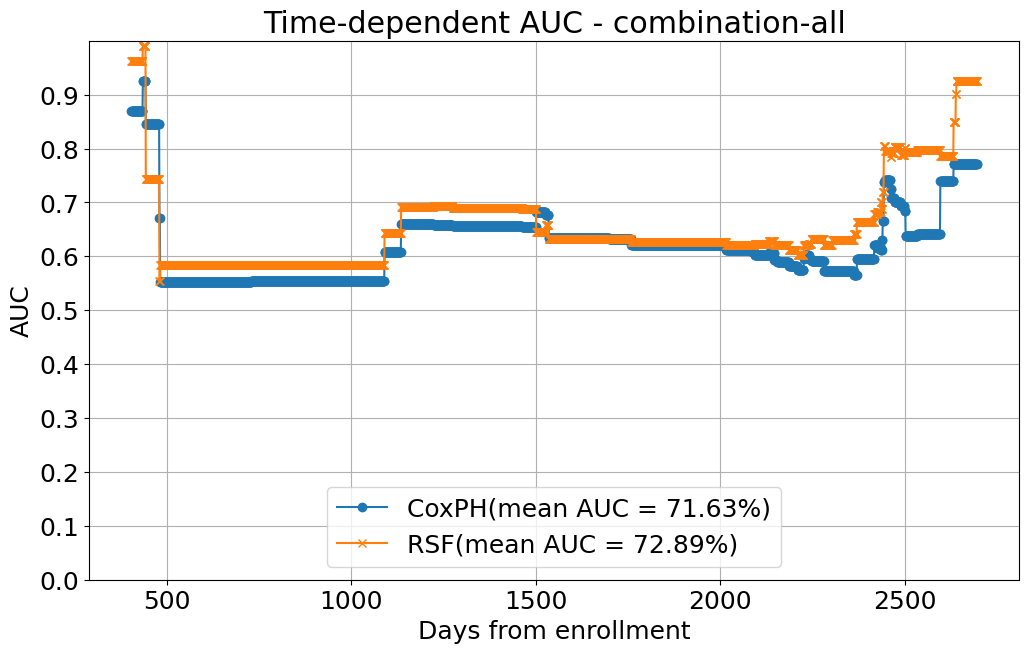 Time-dependent AUC - combination-all
AUC
0.9
0.8
0.7
0.6
0.5
0.4
0.3
0.2
0.1
0.0
CoxPH(mean AUC = 71.63%)
RSF(mean AUC = 72.89%)
500 1000 1500 2000 2500
Days from enrollment